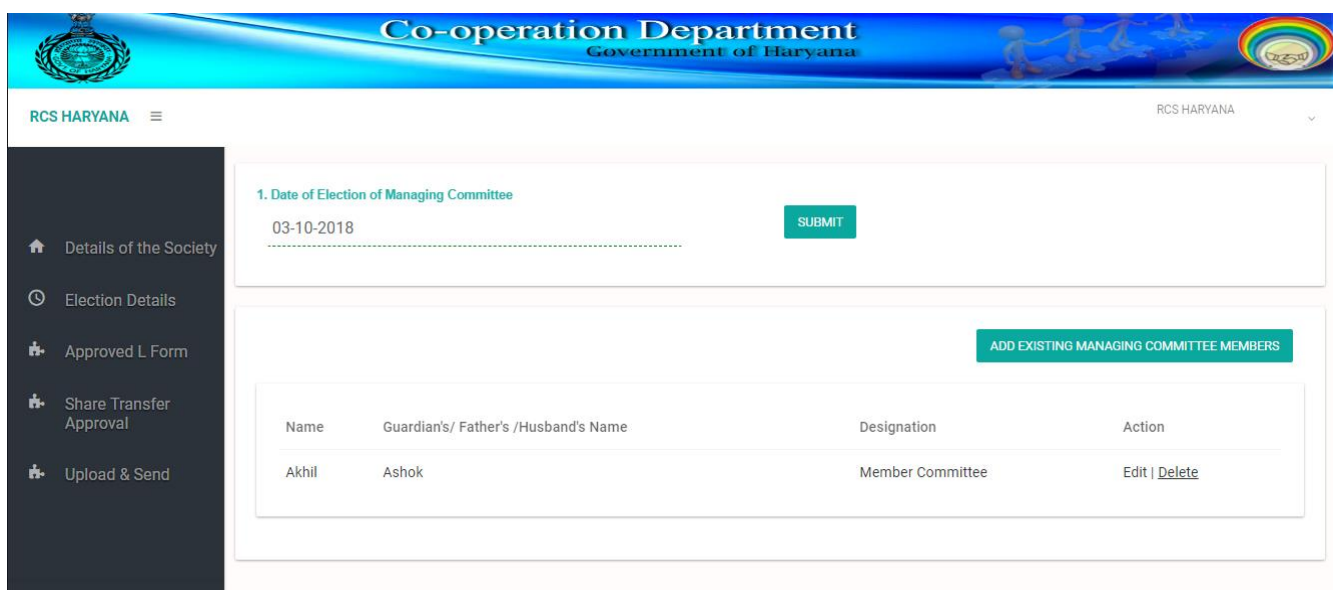 Co-operation Department
Government of Haryana
RCS HARYANA
RCS HARYANA
Details of the Society
Election Details
Approved L Form
Share Transfer
Approval
Upload & Send
1. Date of Election of Managing Committee
03-10-2018
SUBMIT
ADD EXISTING MANAGING COMMITTEE MEMBERS
Name Guardian's/ Father's /Husband's Name Designation Action
Akhil Ashok Member Committee Edit | Delete